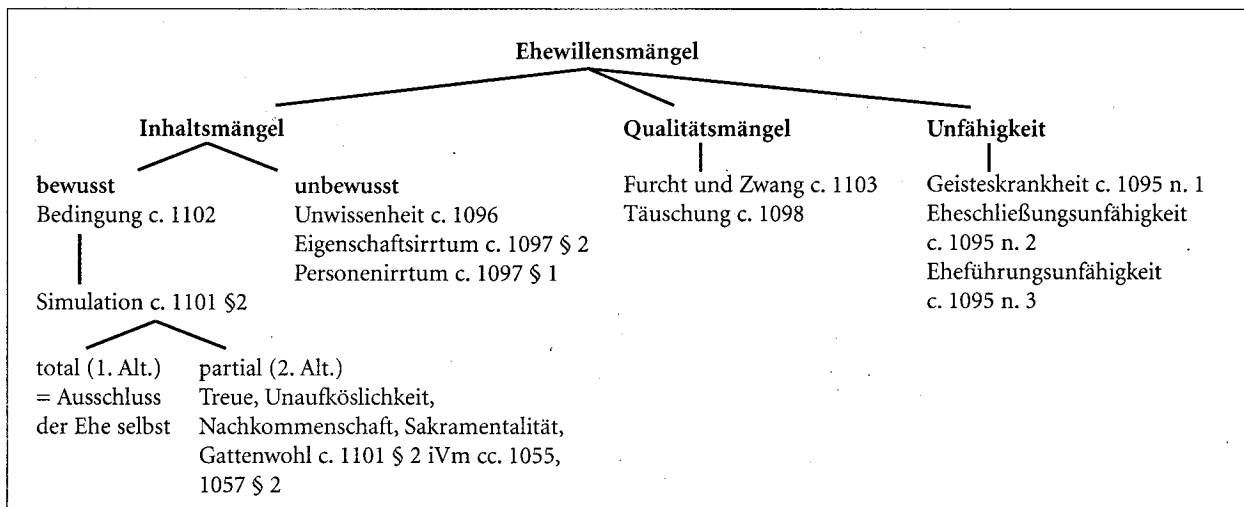 Ehewillensmängel
Inhaltsmängel
Qualitätsmängel
Unfähigkeit
bewusst
Bedingung c. 1102
Simulation c. 1101 §2
total (1. Alt.)
= Ausschluss
der Ehe selbst
partial (2. Alt.)
Treue, Unaufköslichkeit,
Nachkommenschaft, Sakramentalität,
Gattenwohl c. 1101 § 2 iVm cc. 1055,
1057 § 2
unbewusst
Unwissenheit c. 1096
Eigenschaftsirrtum c. 1097 § 2
Personenirrtum c. 1097 § 1
Furcht und Zwang c. 1103
Täuschung c. 1098
Geisteskrankheit c. 1095 n. 1
Eheschließungsunfähigkeit
c. 1095 n. 2
Eheführungsunfähigkeit
c. 1095 n. 3